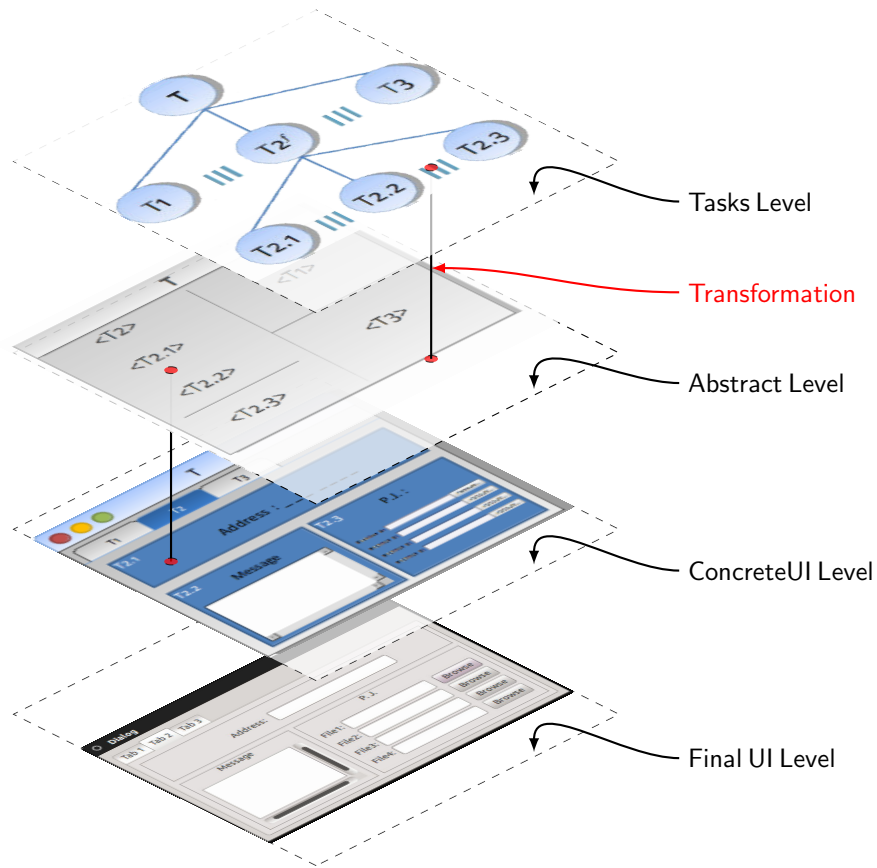 T
T3
T2
T2.3
T1
T2.2
T2.1
Tasks Level
Transformation
T
<T1>
<T2>
<T3>
<T2.1>
<T2.2>
<T2.3>
Abstract Level
T
T1
T2
T3
T2.1
Address :
T2.2
Message
T2.3
P.J. :
ConcreteUI Level
Dialog
Tab 1
Tab 2
Tab 3
Address:
Message
P.J.
File1:
File2:
File3:
File4:
Browse
Browse
Browse
Browse
Final UI Level